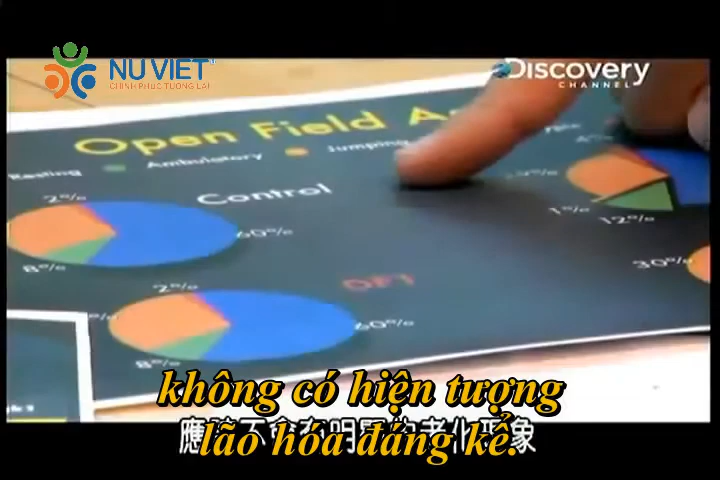 NU VIET
CHINH PHUC TUONG LAI
Discovery
CHANNEL
Open Field
Resting Ambulatory Jumping
Control
2%
60%
8%
1%
12%
30%
OFT
2%
60%
8%
không có hiện tượng
lão hóa đáng kể.